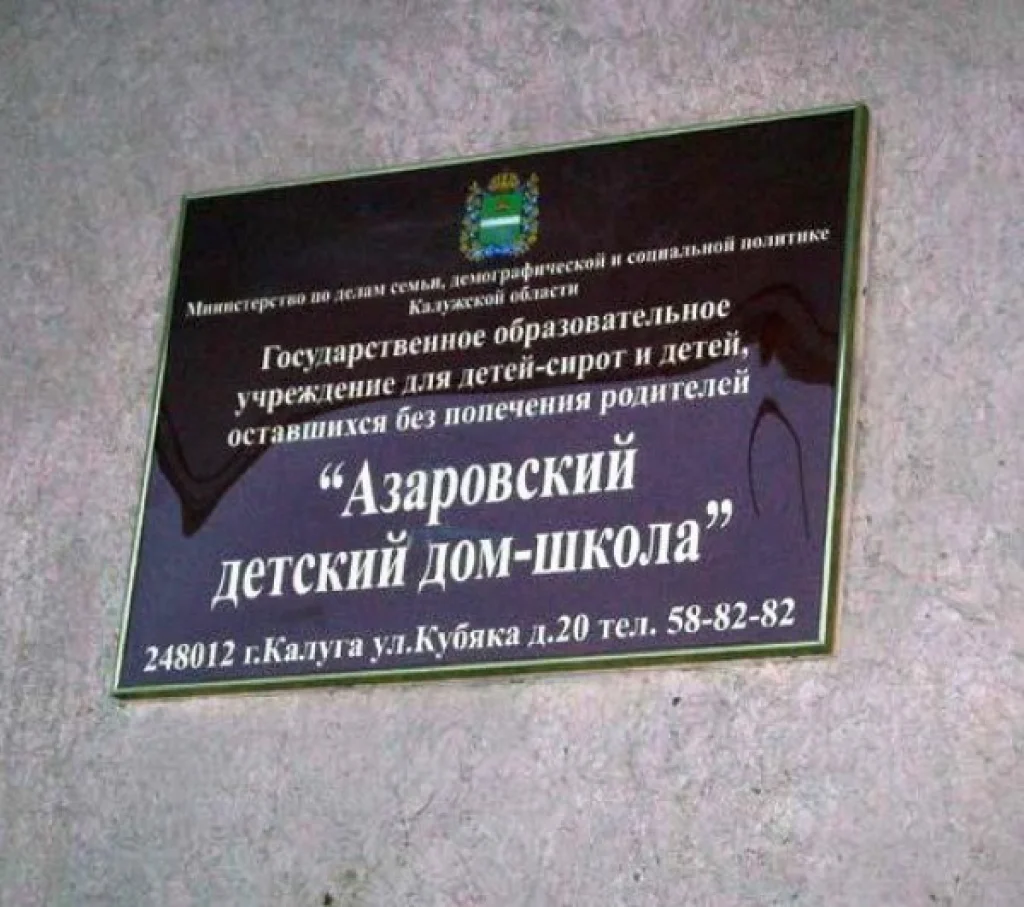 Министерство по делам семьи, демографической и социальной политике
Калужской области
Государственное образовательное
учреждение для детей-сирот и детей,
оставшихся без попечения родителей
“Азаровский
детский дом-школа”
248012 г.Калуга ул.Кубяка д.20 тел. 58-82-82